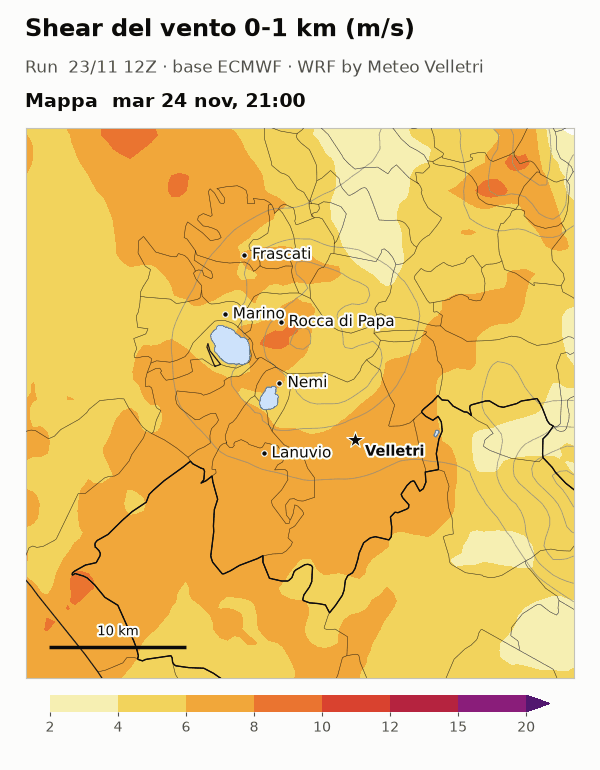 Shear del vento 0-1 km (m/s)
Run  23/11 12Z · base ECMWF · WRF by Meteo Velletri
Mappa  mar 24 nov, 21:00
Frascati
Marino
Rocca di Papa
Nemi
Velletri
Lanuvio
10 km
2 4 6 8 10 12 15 20